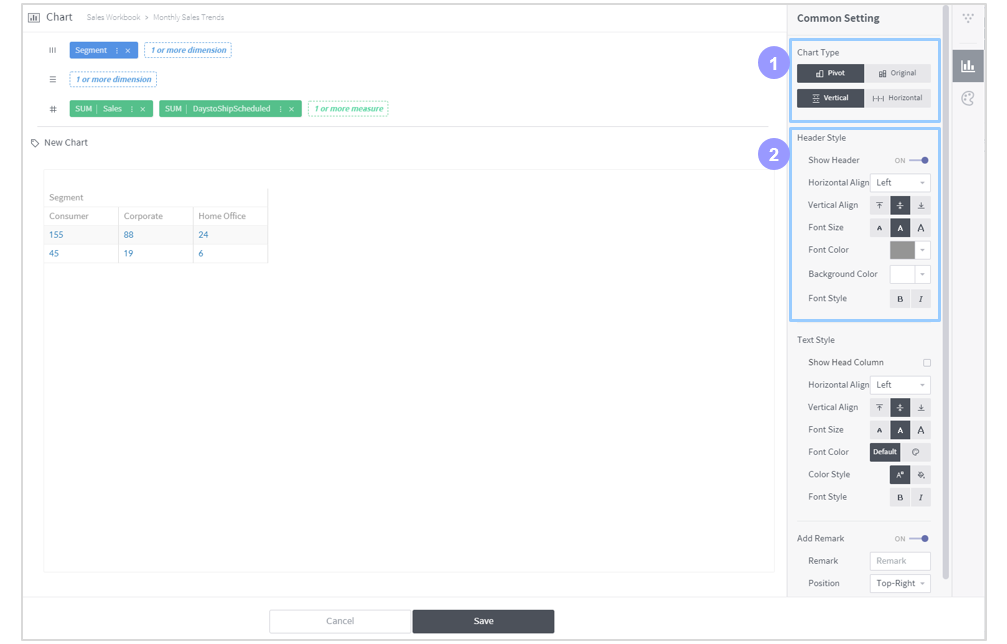 Chart Sales Workbook > Monthly Sales Trends
Segment
1 or more dimension
1 or more dimension
SUM Sales
SUM DaystoShipScheduled
1 or more measure
New Chart
Segment
Consumer Corporate Home Office
155 88 24
45 19 6
Cancel
Save
Common Setting
1
Chart Type
Pivot Original
Vertical Horizontal
2
Header Style
Show Header ON
Horizontal Align Left
Vertical Align
Font Size A A A
Font Color
Background Color
Font Style B I
Text Style
Show Head Column
Horizontal Align Left
Vertical Align
Font Size A A A
Font Color Default
Color Style A
Font Style B I
Add Remark ON
Remark Remark
Position Top-Right